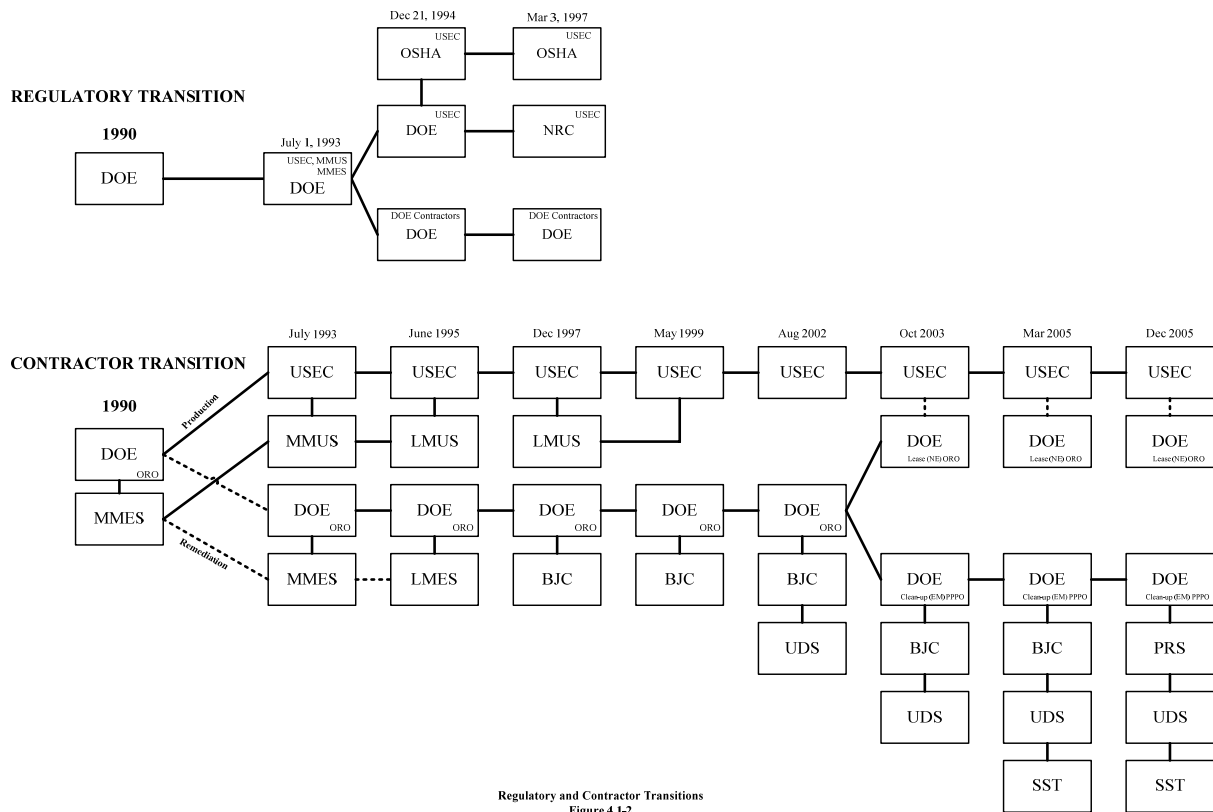 Dec 21, 1994
Mar 3, 1997
USEC
OSHA
USEC
OSHA
REGULATORY TRANSITION
1990
DOE
July 1, 1993
USEC, MMUS
MMES
DOE
USEC
DOE
USEC
NRC
DOE Contractors
DOE
DOE Contractors
DOE
July 1993
June 1995
Dec 1997
May 1999
Aug 2002
Oct 2003
Mar 2005
Dec 2005
CONTRACTOR TRANSITION
USEC
USEC
USEC
USEC
USEC
USEC
USEC
USEC
1990
Production
DOE
ORO
MMUS
LMUS
LMUS
DOE
Lease (NE) ORO
DOE
Lease (NE) ORO
DOE
Lease (NE) ORO
MMES
DOE
ORO
DOE
ORO
DOE
ORO
DOE
ORO
DOE
ORO
Remediation
MMES
LMES
BJC
BJC
BJC
DOE
Clean-up (EM) PPPO
DOE
Clean-up (EM) PPPO
DOE
Clean-up (EM) PPPO
UDS
BJC
BJC
PRS
UDS
UDS
UDS
SST
SST
Regulatory and Contractor Transitions
Figure 4.1-2